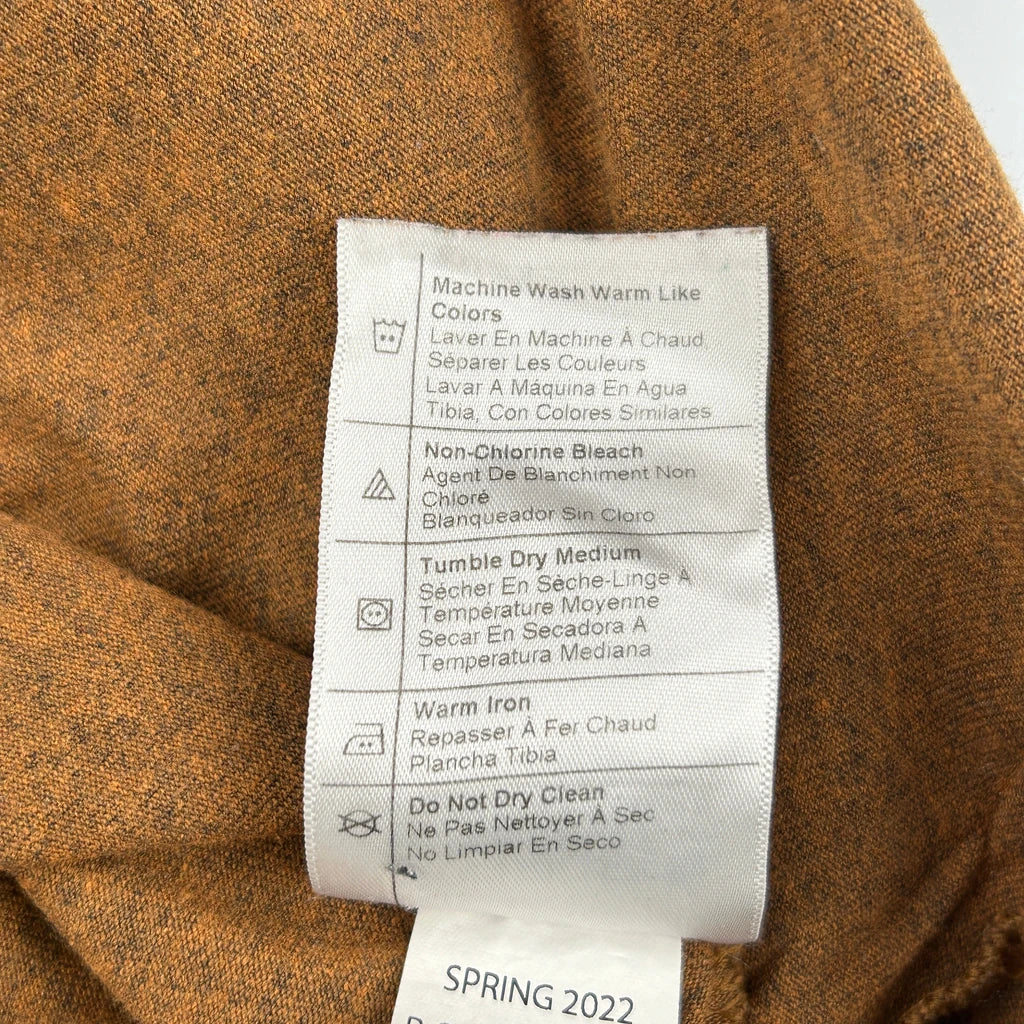 Machine Wash Warm Like
Colors
Laver En Machine À Chaud
Séparer Les Couleurs
Lavar A Maquina En Agua
Tibia, Con Colores Similares
Non-Chlorine Bleach
Agent De Blanchiment Non
Chloré
Blanqueador Sin Cloro
Tumble Dry Medium
Sécher En Sèche-Linge À
Température Moyenne
Secar En Secadora A
Temperatura Mediana
Warm Iron
Repasser À Fer Chaud
Plancha Tibia
Do Not Dry Clean
Ne Pas Nettoyer À Sec
No Limpiar En Seco
SPRING 2022